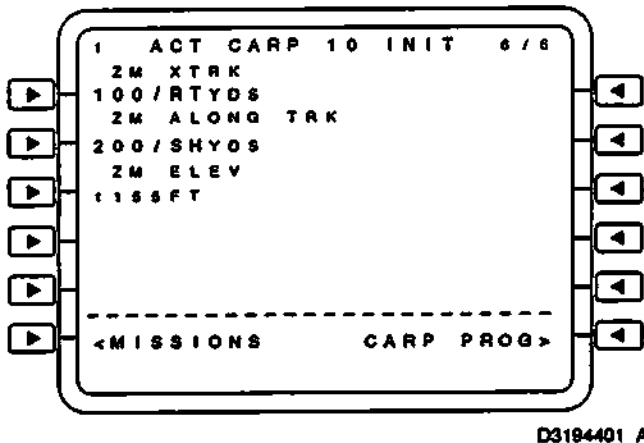 1 ACT CARP 10 INIT 6/6
ZM XTRK
100/RTYDS
ZM ALONG TRK
200/SHYDS
ZM ELEV
1155FT
<MISSIONS CARP PROG>
D3194401 A